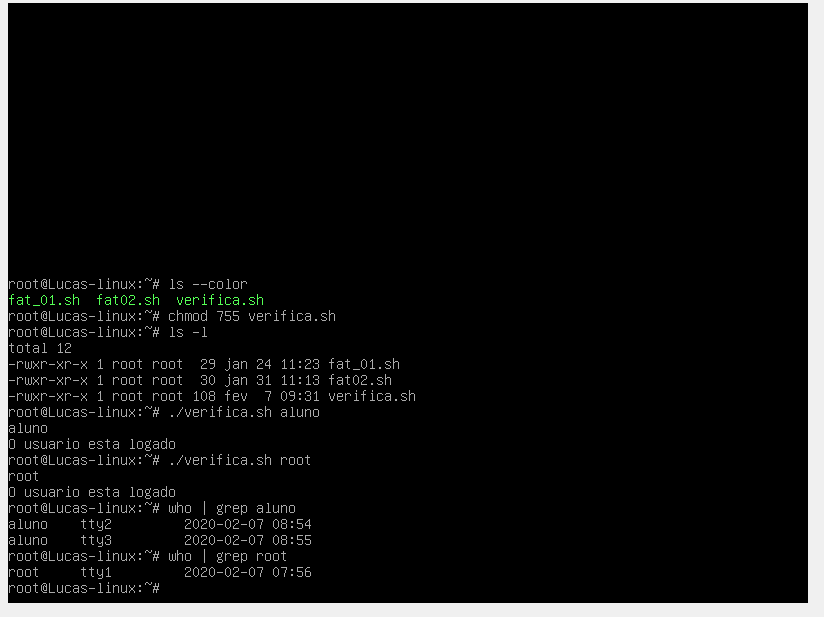 root@Lucas-linux:~# ls --color
fat_01.sh  fat02.sh  verifica.sh
root@Lucas-linux:~# chmod 755 verifica.sh
root@Lucas-linux:~# ls -l
total 12
-rwxr-xr-x 1 root root  29 jan 24 11:23 fat_01.sh
-rwxr-xr-x 1 root root  30 jan 31 11:13 fat02.sh
-rwxr-xr-x 1 root root 108 fev  7 09:31 verifica.sh
root@Lucas-linux:~# ./verifica.sh aluno
aluno
O usuario esta logado
root@Lucas-linux:~# ./verifica.sh root
root
O usuario esta logado
root@Lucas-linux:~# who | grep aluno
aluno    tty2         2020-02-07 08:54
aluno    tty3         2020-02-07 08:55
root@Lucas-linux:~# who | grep root
root     tty1         2020-02-07 07:56
root@Lucas-linux:~#